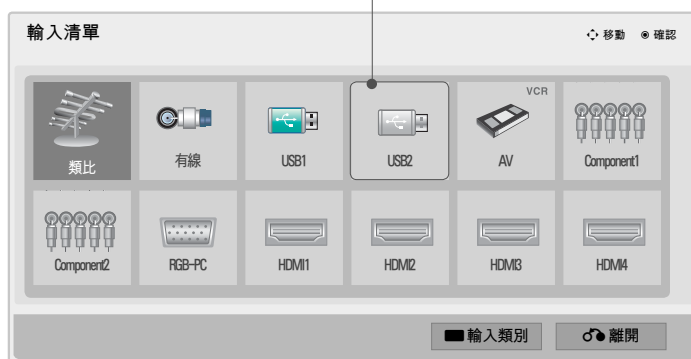 輸入清單
移動 確認
VCR
類比 有線 USB1 USB2 AV Component1
Component2 RGB-PC HDMI1 HDMI2 HDMI3 HDMI4
輸入類別 離開